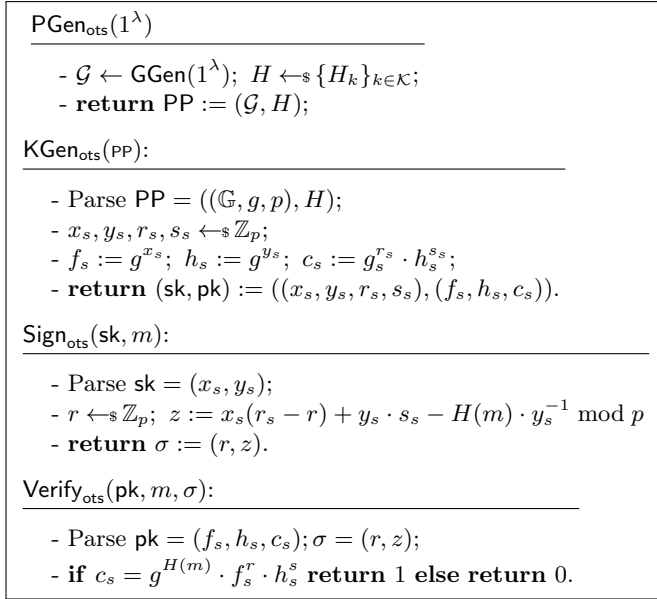 PGen_ots(1^λ)
- 𝒢 ← GGen(1^λ); H ←$ {H_k}_{k∈𝒦};
- return PP := (𝒢, H);
KGen_ots(PP):
- Parse PP = ((𝔾, g, p), H);
- x_s, y_s, r_s, s_s ←$ ℤ_p;
- f_s := g^{x_s}; h_s := g^{y_s}; c_s := g_s^{r_s} · h_s^{s_s};
- return (sk, pk) := ((x_s, y_s, r_s, s_s), (f_s, h_s, c_s)).
Sign_ots(sk, m):
- Parse sk = (x_s, y_s);
- r ←$ ℤ_p; z := x_s(r_s − r) + y_s · s_s − H(m) · y_s^{−1} mod p
- return σ := (r, z).
Verify_ots(pk, m, σ):
- Parse pk = (f_s, h_s, c_s); σ = (r, z);
- if c_s = g^{H(m)} · f_s^r · h_s^s return 1 else return 0.